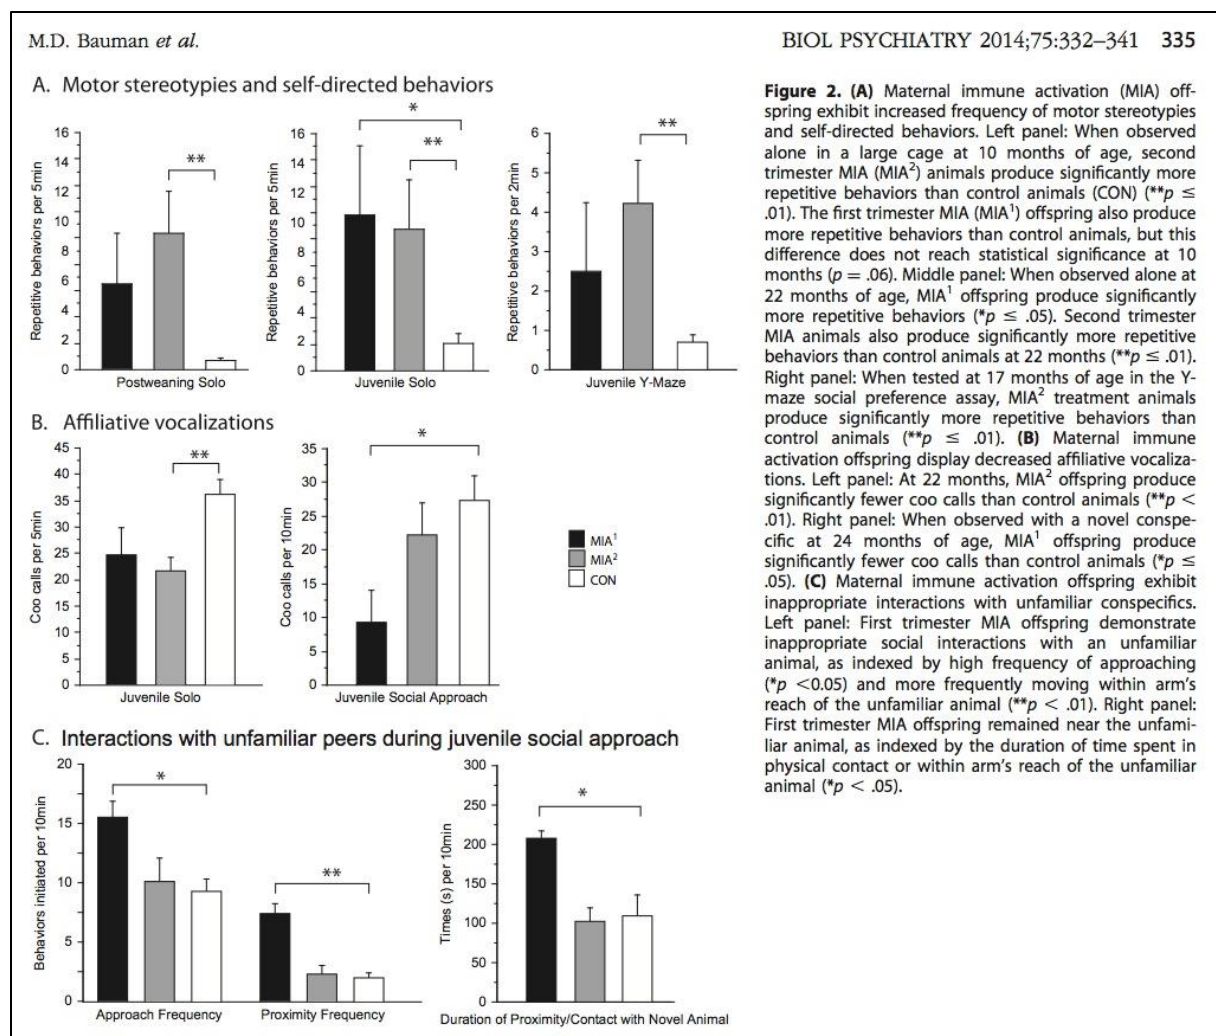 M.D. Bauman et al.
BIOL PSYCHIATRY 2014;75:332–341 335
A. Motor stereotypies and self-directed behaviors
Repetitive behaviors per 5min
16
14
12
10
8
6
4
2
0
**
Postweaning Solo
Repetitive behaviors per 5min
16
14
12
10
8
6
4
2
0
*
**
Juvenile Solo
Repetitive behaviors per 2min
6
5
4
3
2
1
0
**
Juvenile Y-Maze
B. Affiliative vocalizations
Coo calls per 5min
45
40
35
30
25
20
15
10
5
0
**
Juvenile Solo
Coo calls per 10min
35
30
25
20
15
10
5
0
*
Juvenile Social Approach
MIA¹
MIA²
CON
C. Interactions with unfamiliar peers during juvenile social approach
Behaviors initiated per 10min
20
15
10
5
0
*
**
Approach Frequency
Proximity Frequency
Times (s) per 10min
300
250
200
150
100
50
0
*
Duration of Proximity/Contact with Novel Animal
Figure 2. (A) Maternal immune activation (MIA) off-
spring exhibit increased frequency of motor stereotypies
and self-directed behaviors. Left panel: When observed
alone in a large cage at 10 months of age, second
trimester MIA (MIA²) animals produce significantly more
repetitive behaviors than control animals (CON) (**p ≤
.01). The first trimester MIA (MIA¹) offspring also produce
more repetitive behaviors than control animals, but this
difference does not reach statistical significance at 10
months (p = .06). Middle panel: When observed alone at
22 months of age, MIA¹ offspring produce significantly
more repetitive behaviors (*p ≤ .05). Second trimester
MIA animals also produce significantly more repetitive
behaviors than control animals at 22 months (**p ≤ .01).
Right panel: When tested at 17 months of age in the Y-
maze social preference assay, MIA² treatment animals
produce significantly more repetitive behaviors than
control animals (**p ≤ .01). (B) Maternal immune
activation offspring display decreased affiliative vocaliza-
tions. Left panel: At 22 months, MIA² offspring produce
significantly fewer coo calls than control animals (**p <
.01). Right panel: When observed with a novel conspe-
cific at 24 months of age, MIA¹ offspring produce
significantly fewer coo calls than control animals (*p ≤
.05). (C) Maternal immune activation offspring exhibit
inappropriate interactions with unfamiliar conspecifics.
Left panel: First trimester MIA offspring demonstrate
inappropriate social interactions with an unfamiliar
animal, as indexed by high frequency of approaching
(*p <0.05) and more frequently moving within arm's
reach of the unfamiliar animal (**p < .01). Right panel:
First trimester MIA offspring remained near the unfami-
liar animal, as indexed by the duration of time spent in
physical contact or within arm's reach of the unfamiliar
animal (*p < .05).